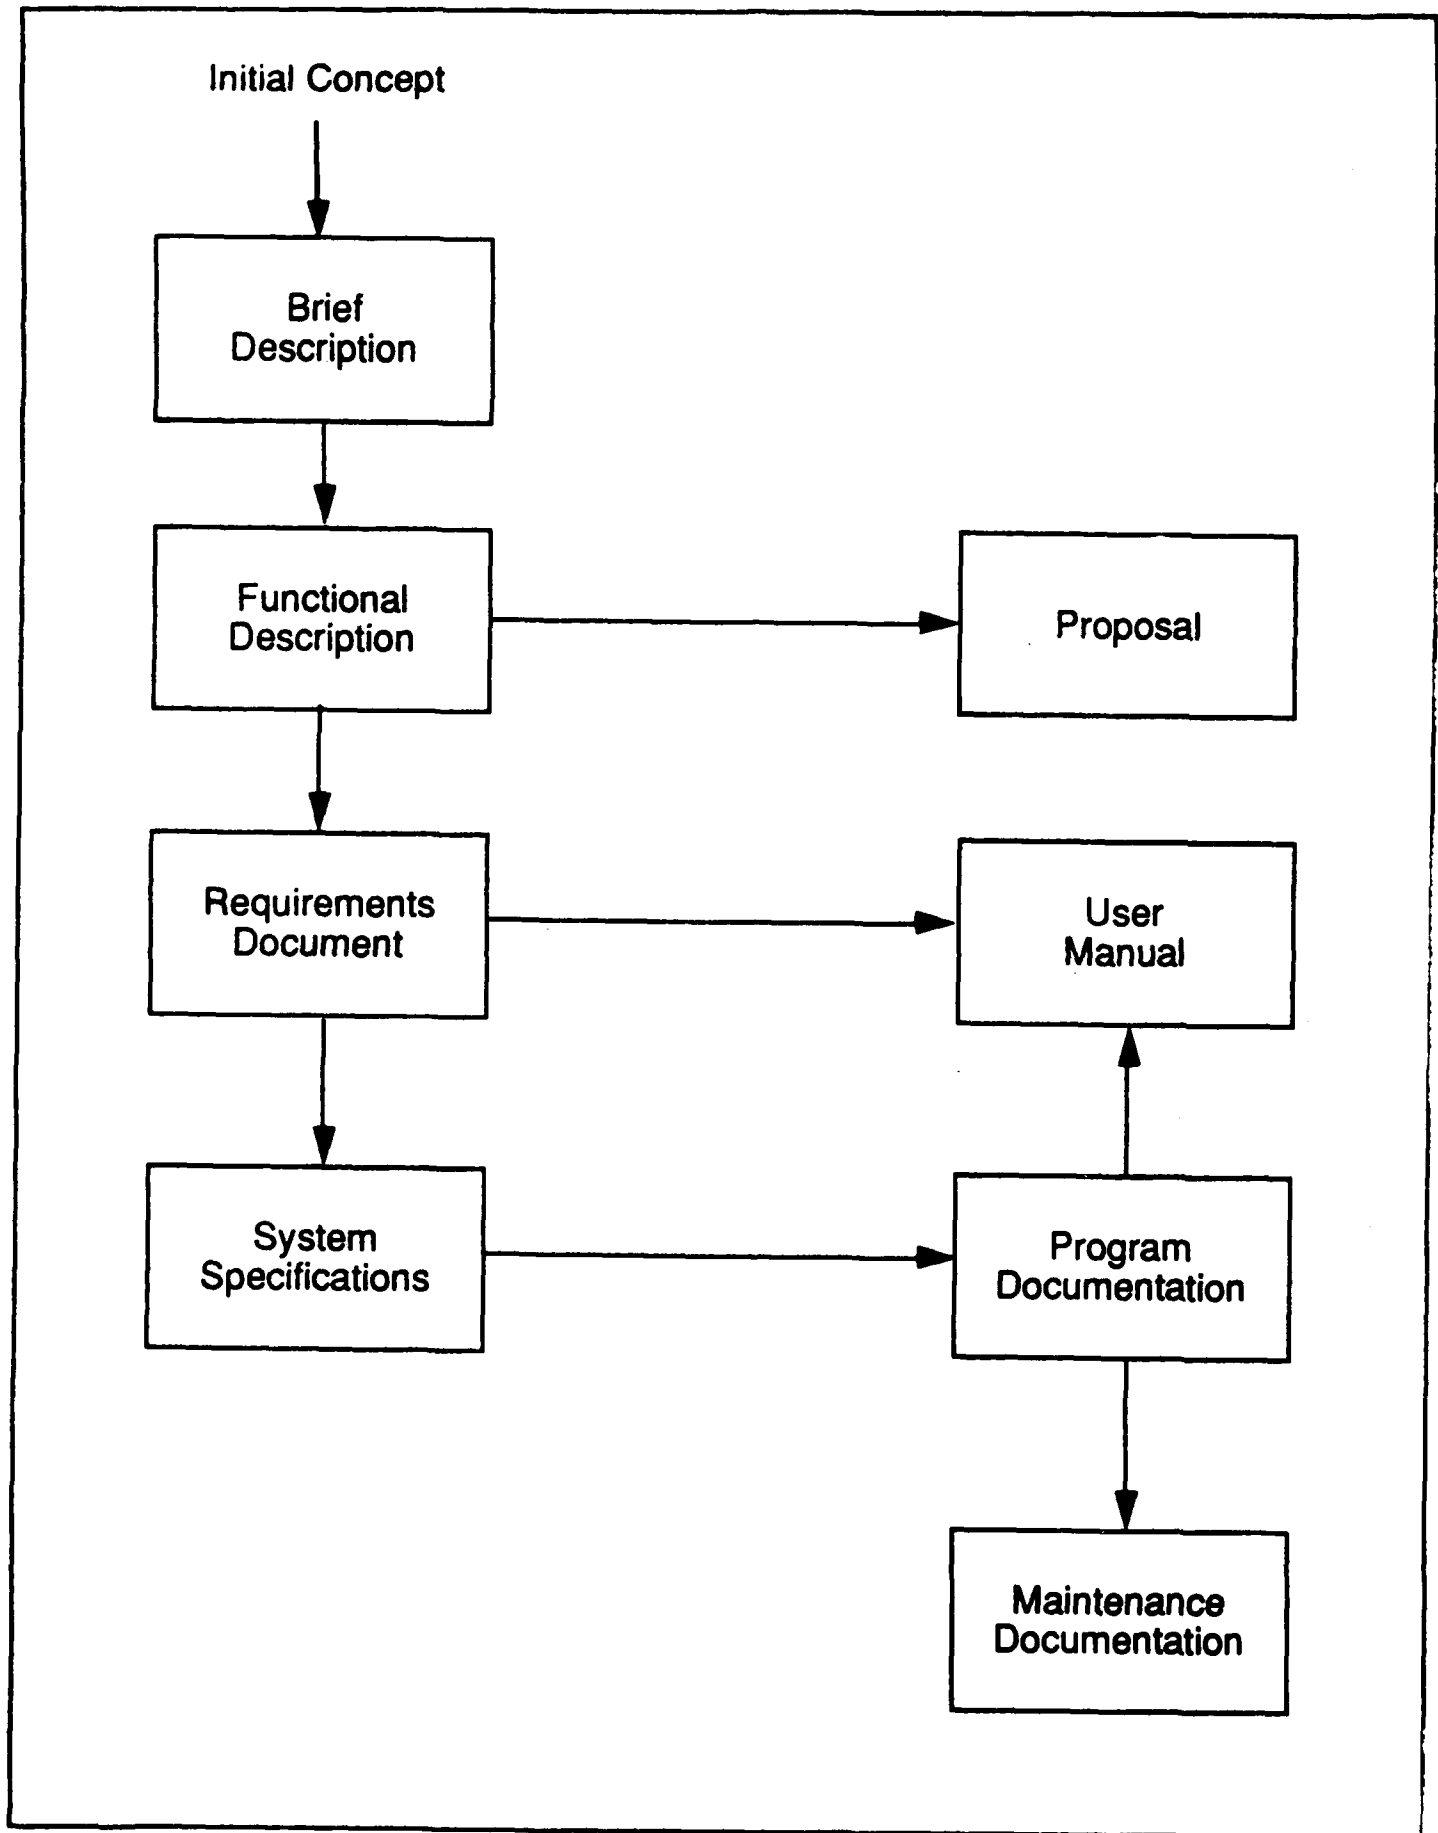 Initial Concept
Brief
Description
Functional
Description
Proposal
Requirements
Document
User
Manual
System
Specifications
Program
Documentation
Maintenance
Documentation